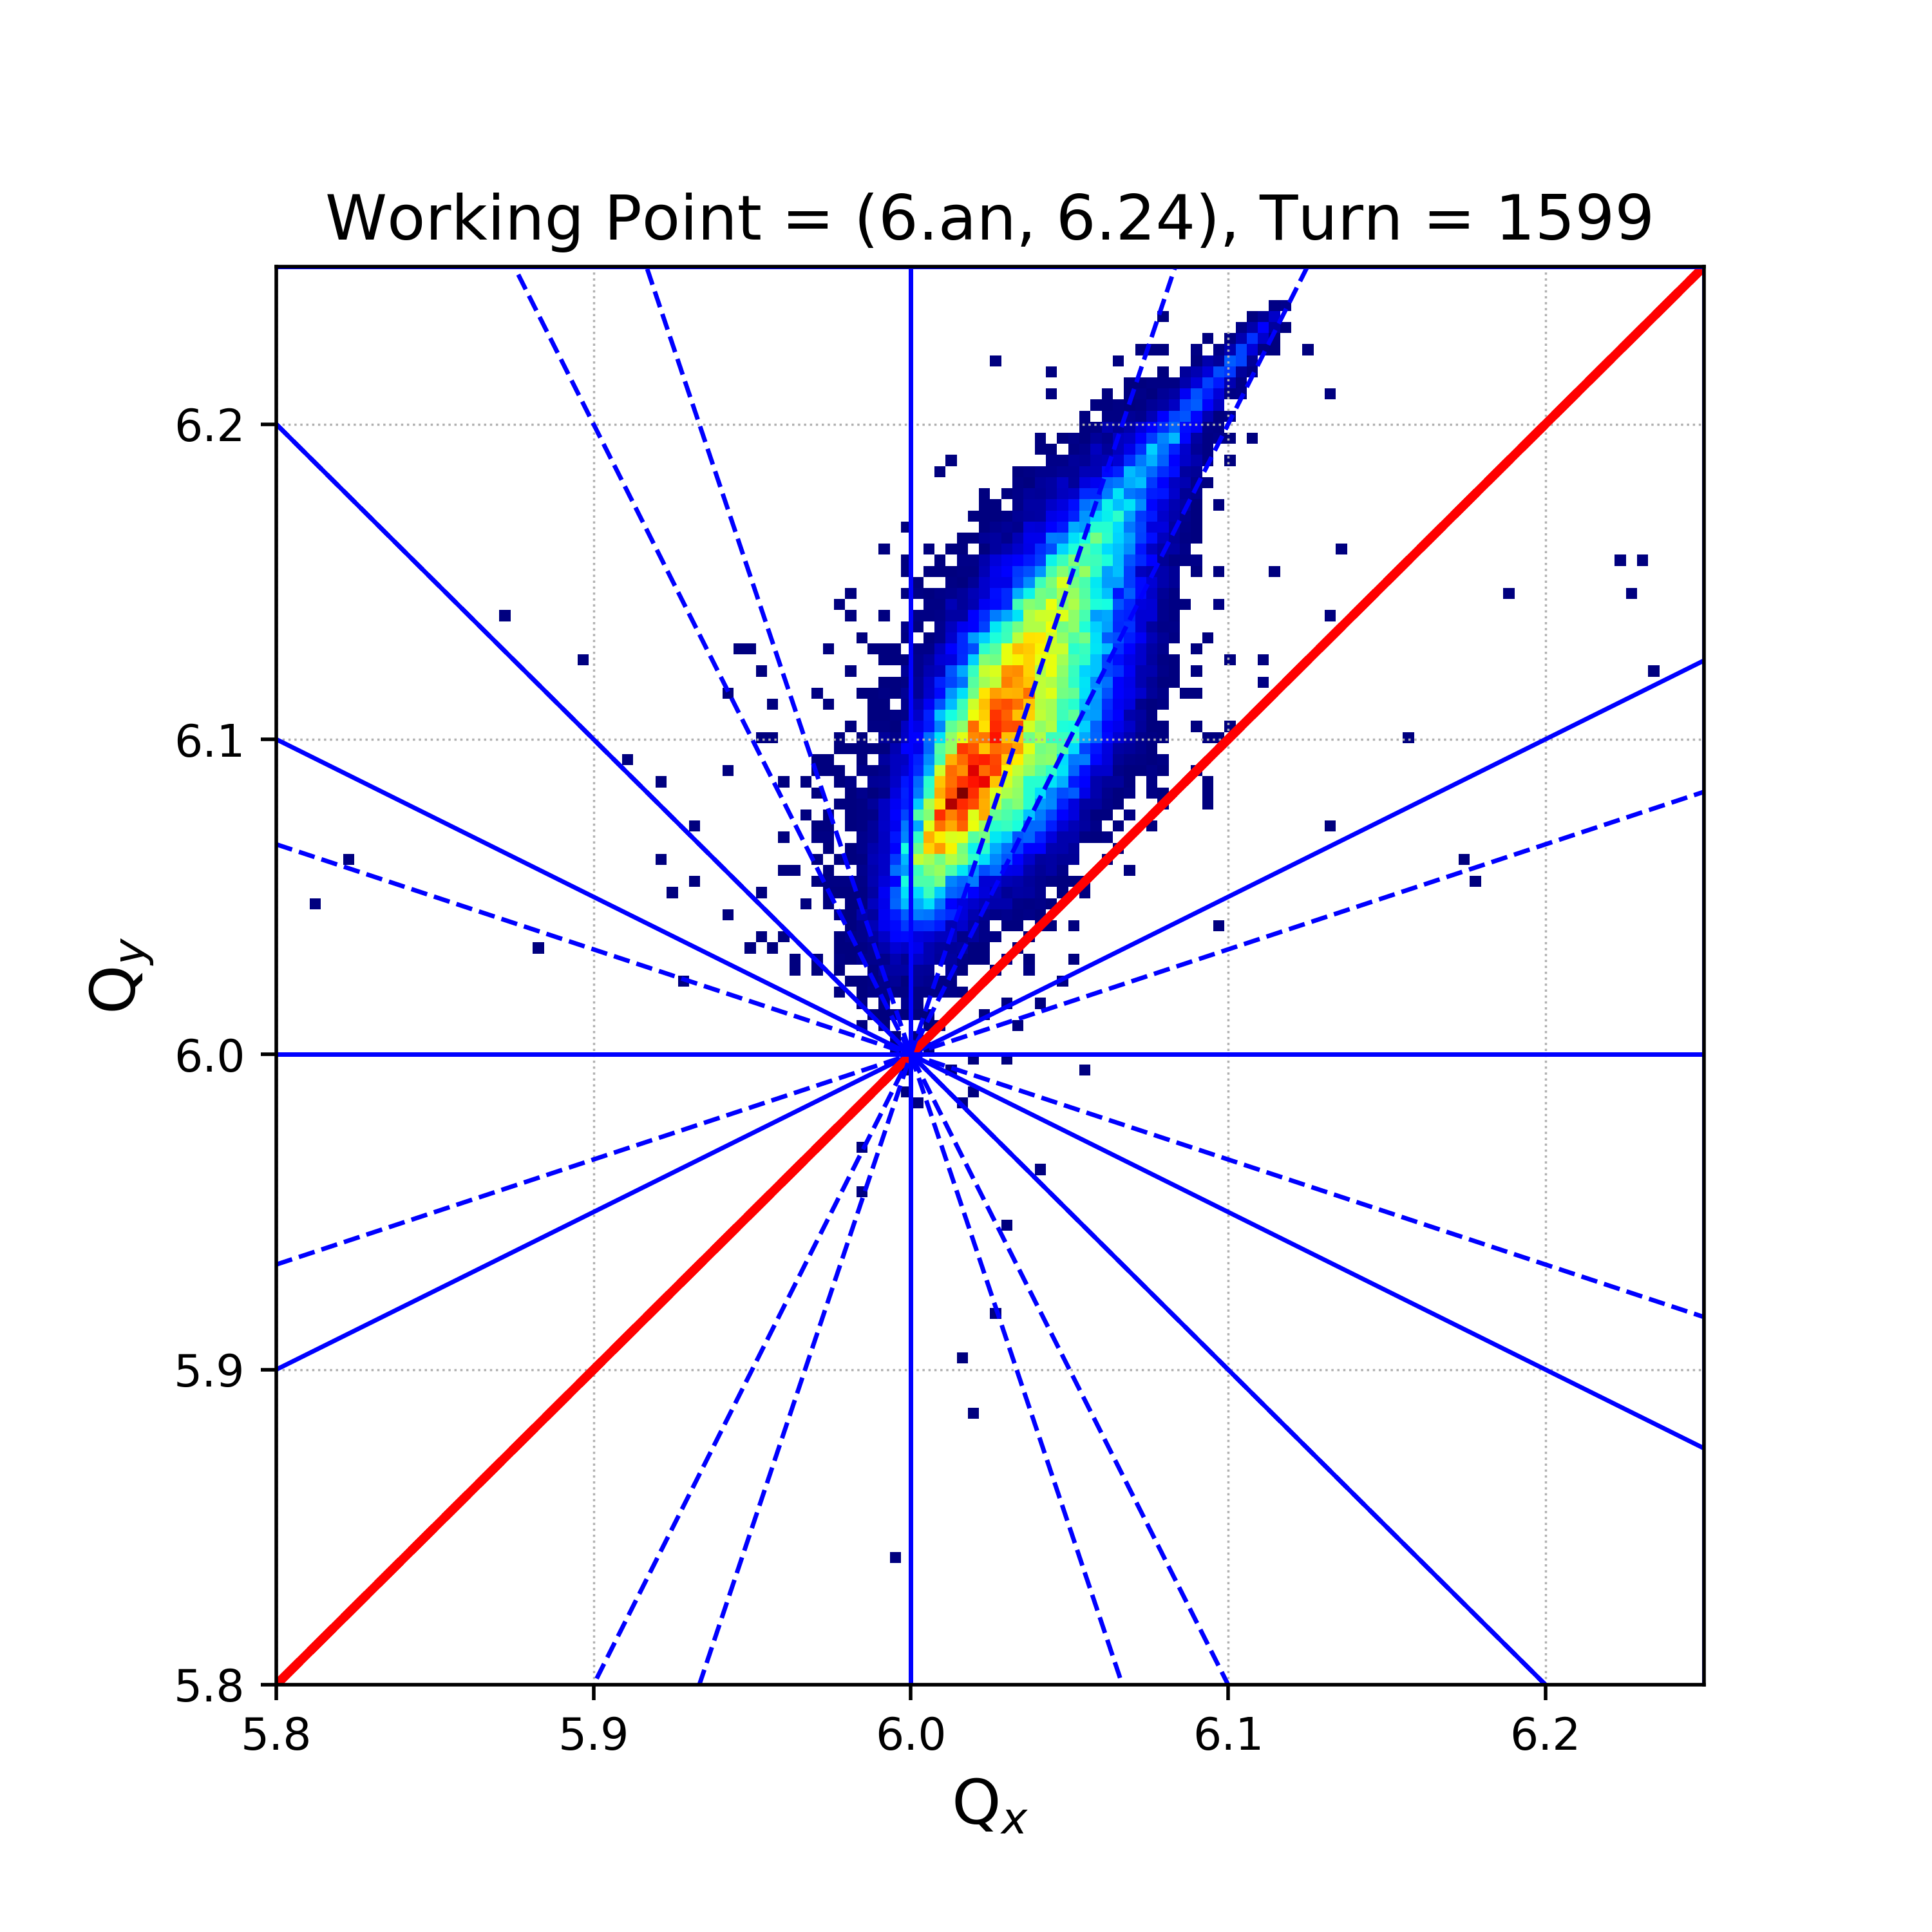 Working Point = (6.an, 6.24), Turn = 1599
6.2
6.1
6.0
5.9
5.8
Qy
5.8 5.9 6.0 6.1 6.2
Qx